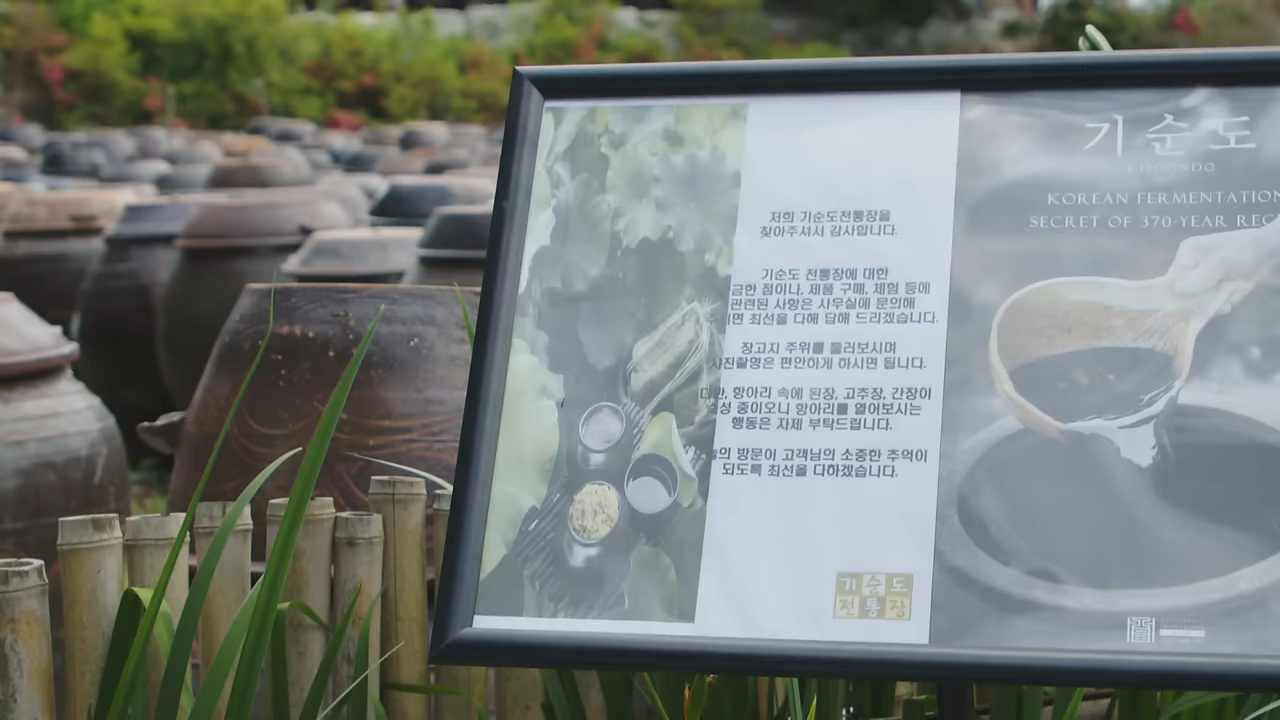 저희 기순도전통장을
찾아주셔서 감사합니다.
기순도 전통장에 대한
금한 점이나, 제품 구매, 체험 등에
관련된 사항은 사무실에 문의해
면 최선을 다해 답해 드리겠습니다.
장고지 주위를 둘러보시며
사진촬영은 편안하게 하시면 됩니다.
항아리 속에 된장, 고추장, 간장이
성 중이오니 항아리를 열어보시는
행동은 자제 부탁드립니다.
의 방문이 고객님의 소중한 추억이
되도록 최선을 다하겠습니다.
기순도
전통장
기순도
KISOONDO
KOREAN FERMENTATION
SECRET OF 370-YEAR REC